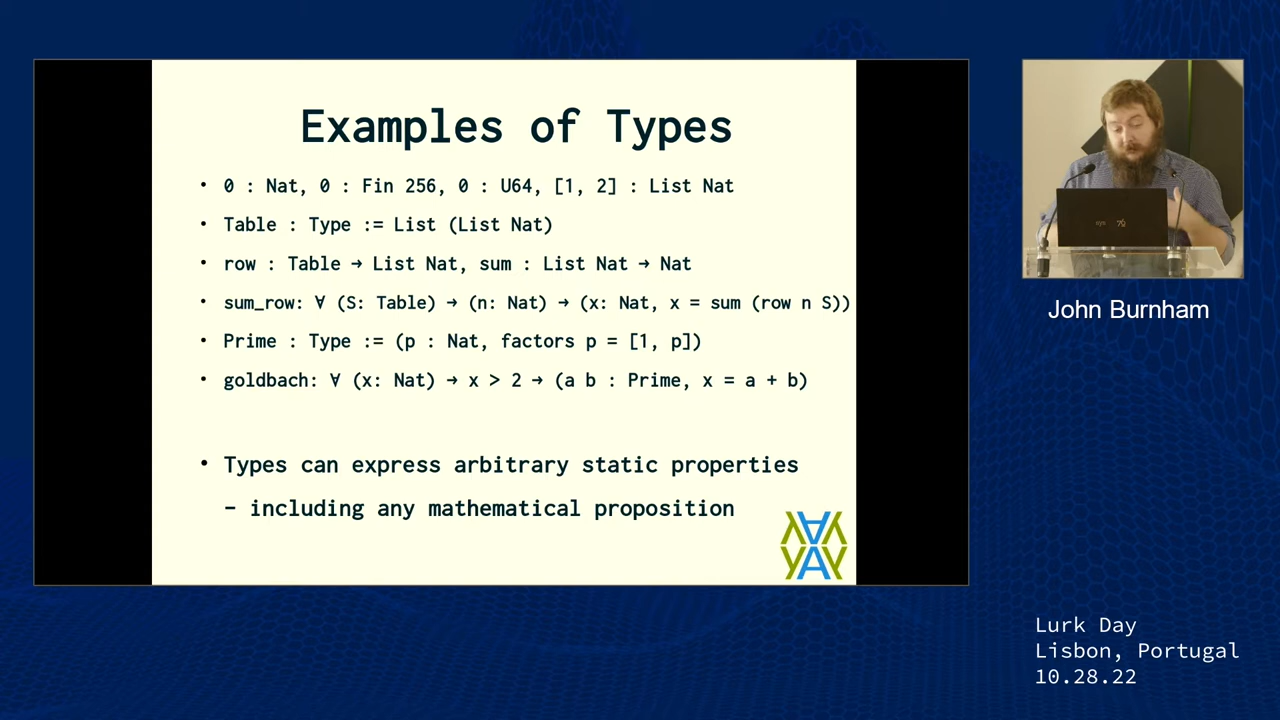 Examples of Types
• 0 : Nat, 0 : Fin 256, 0 : U64, [1, 2] : List Nat
• Table : Type := List (List Nat)
• row : Table → List Nat, sum : List Nat → Nat
• sum_row: ∀ (S: Table) → (n: Nat) → (x: Nat, x = sum (row n S))
• Prime : Type := (p : Nat, factors p = [1, p])
• goldbach: ∀ (x: Nat) → x > 2 → (a b : Prime, x = a + b)
• Types can express arbitrary static properties
– including any mathematical proposition
John Burnham
Lurk Day
Lisbon, Portugal
10.28.22